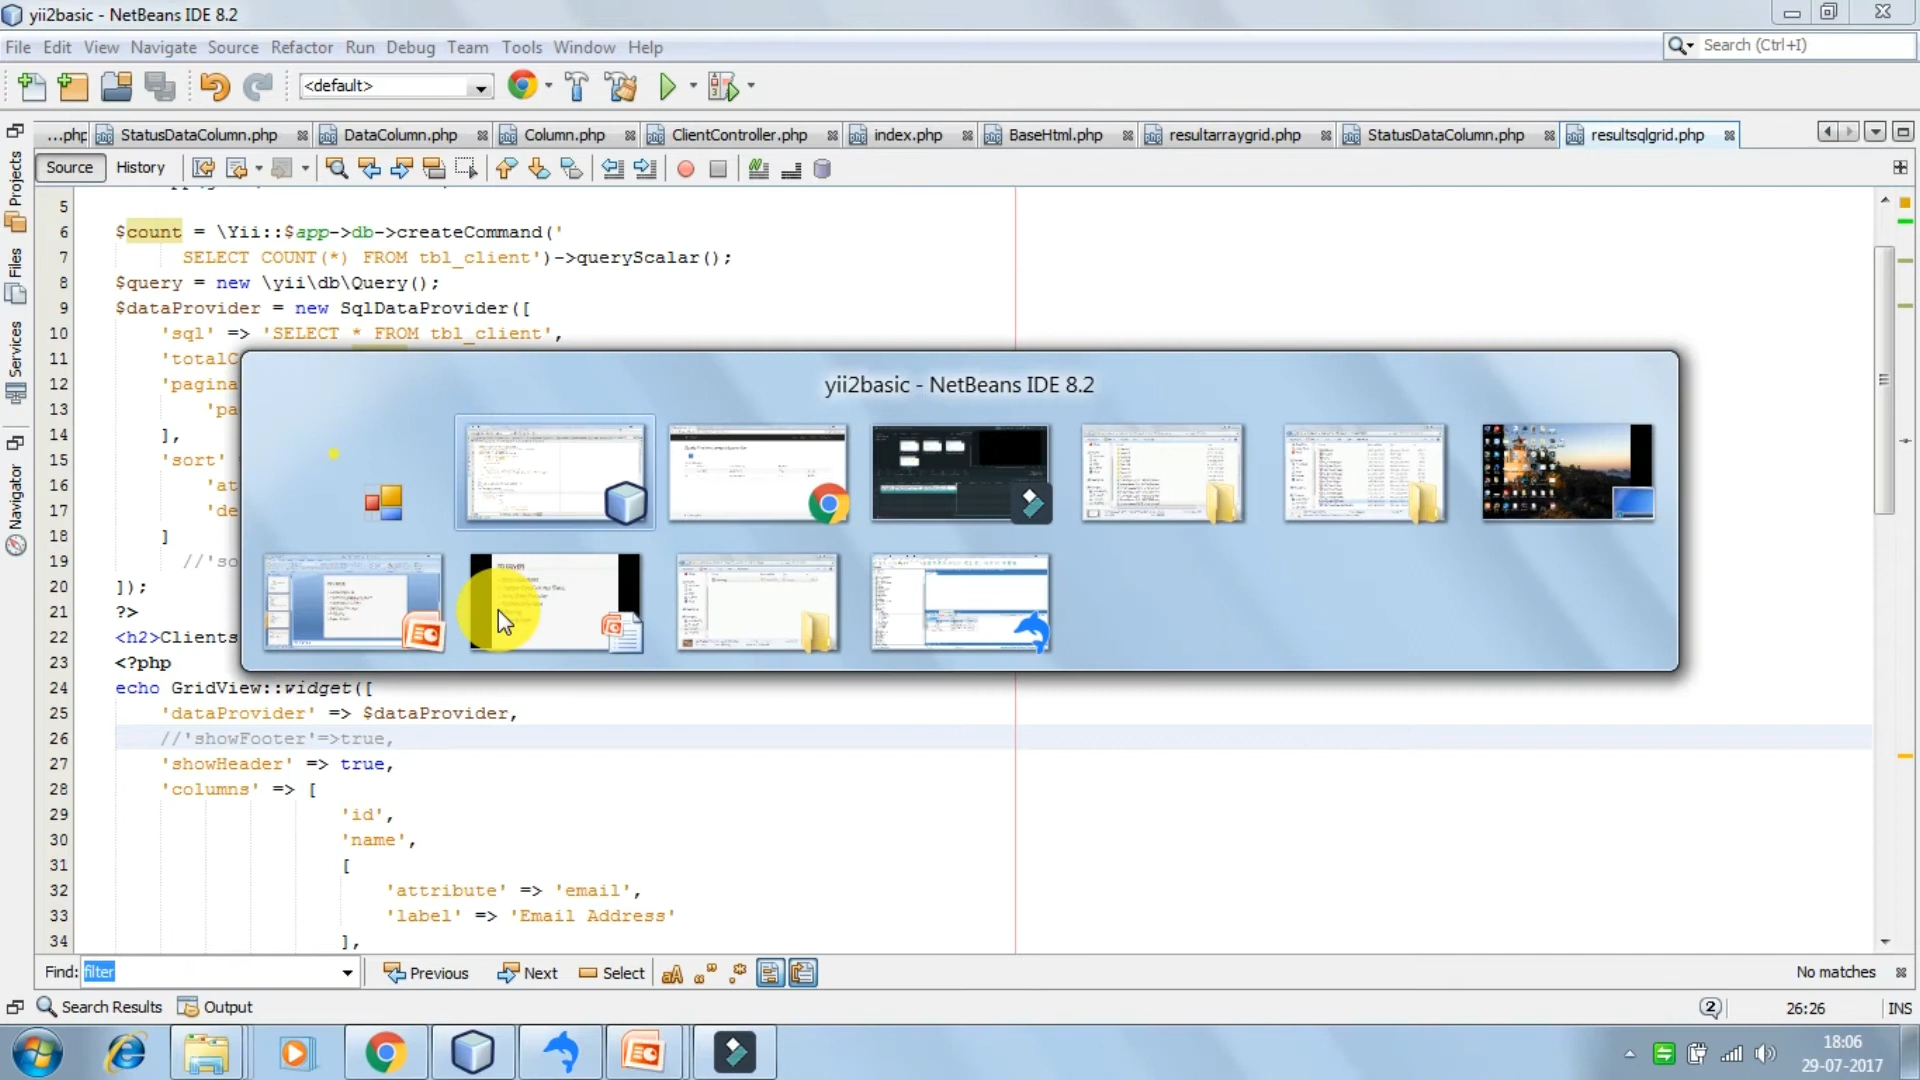 yii2basic - NetBeans IDE 8.2
File Edit View Navigate Source Refactor Run Debug Team Tools Window Help
Search (Ctrl+I)
<default>
...php StatusDataColumn.php DataColumn.php Column.php ClientController.php index.php BaseHtml.php resultarraygrid.php StatusDataColumn.php resultsqlgrid.php
Source History
Projects
Files
Services
Navigator
5
6 $count = \Yii::$app->db->createCommand('
7 SELECT COUNT(*) FROM tbl_client')->queryScalar();
8 $query = new \yii\db\Query();
9 $dataProvider = new SqlDataProvider([
10 'sql' => 'SELECT * FROM tbl_client',
11 'totalC
12 'pagina
13 'pa
14 ],
15 'sort'
16 'at
17 'de
18 ]
19 //'so
20 ]);
21 ?>
22 <h2>Clients
23 <?php
24 echo GridView::widget([
25 'dataProvider' => $dataProvider,
26 //'showFooter'=>true,
27 'showHeader' => true,
28 'columns' => [
29 'id',
30 'name',
31 [
32 'attribute' => 'email',
33 'label' => 'Email Address'
34 ],
yii2basic - NetBeans IDE 8.2
Find: filter Previous Next Select No matches
Search Results Output 2 26:26 INS
18:06
29-07-2017